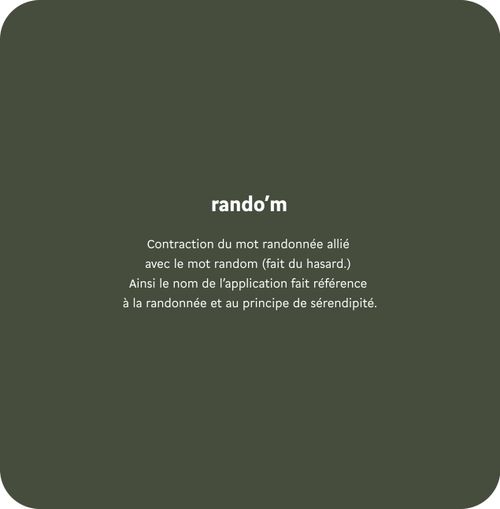 rando’m
Contraction du mot randonnée allié
avec le mot random (fait du hasard.)
Ainsi le nom de l’application fait référence
à la randonnée et au principe de sérendipité.